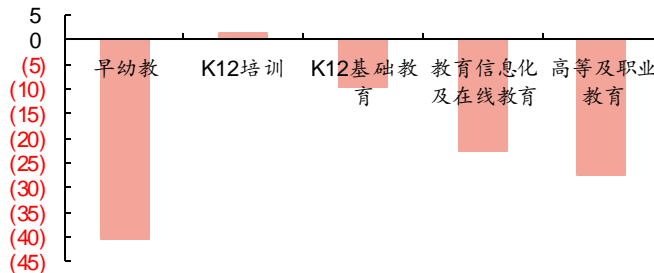 5
0
(5)
(10)
(15)
(20)
(25)
(30)
(35)
(40)
(45)
早幼教
K12培训
K12基础教
育
教育信息化
及在线教育
高等及职业
教育